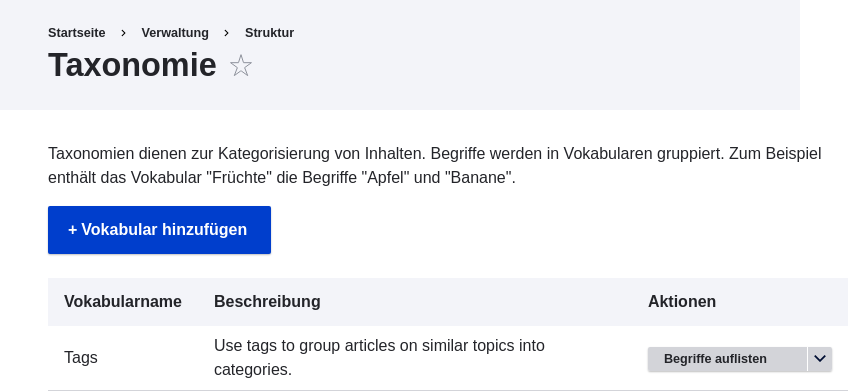 Startseite › Verwaltung › Struktur
Taxonomie ☆
Taxonomien dienen zur Kategorisierung von Inhalten. Begriffe werden in Vokabularen gruppiert. Zum Beispiel
enthält das Vokabular "Früchte" die Begriffe "Apfel" und "Banane".
+ Vokabular hinzufügen
Vokabularname Beschreibung Aktionen
Tags Use tags to group articles on similar topics into
categories. Begriffe auflisten